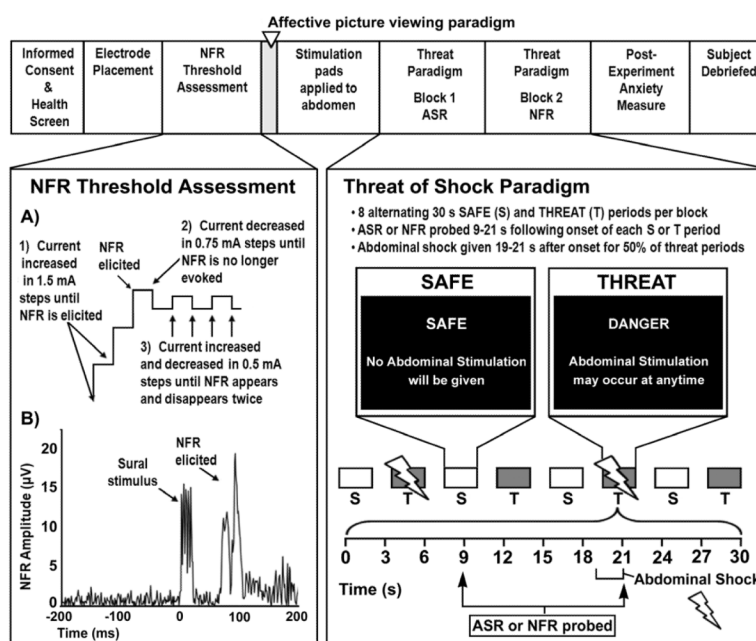 Affective picture viewing paradigm
Informed
Consent
&
Health
Screen
Electrode
Placement
NFR
Threshold
Assessment
Stimulation
pads
applied to
abdomen
Threat
Paradigm
Block 1
ASR
Threat
Paradigm
Block 2
NFR
Post-
Experiment
Anxiety
Measure
Subject
Debriefed
NFR Threshold Assessment
A)
1) Current
increased
in 1.5 mA
steps until
NFR is elicited
NFR
elicited
2) Current decreased
in 0.75 mA steps until
NFR is no longer
evoked
3) Current increased
and decreased in 0.5 mA
steps until NFR appears
and disappears twice
B)
NFR Amplitude (µV)
20
15
10
5
0
Sural
stimulus
NFR
elicited
-200 -100 0 100 200
Time (ms)
Threat of Shock Paradigm
• 8 alternating 30 s SAFE (S) and THREAT (T) periods per block
• ASR or NFR probed 9-21 s following onset of each S or T period
• Abdominal shock given 19-21 s after onset for 50% of threat periods
SAFE
SAFE
No Abdominal Stimulation
will be given
THREAT
DANGER
Abdominal Stimulation
may occur at anytime
S T S T S T S T
0 3 6 9 12 15 18 21 24 27 30
Time (s)
Abdominal Shock
ASR or NFR probed